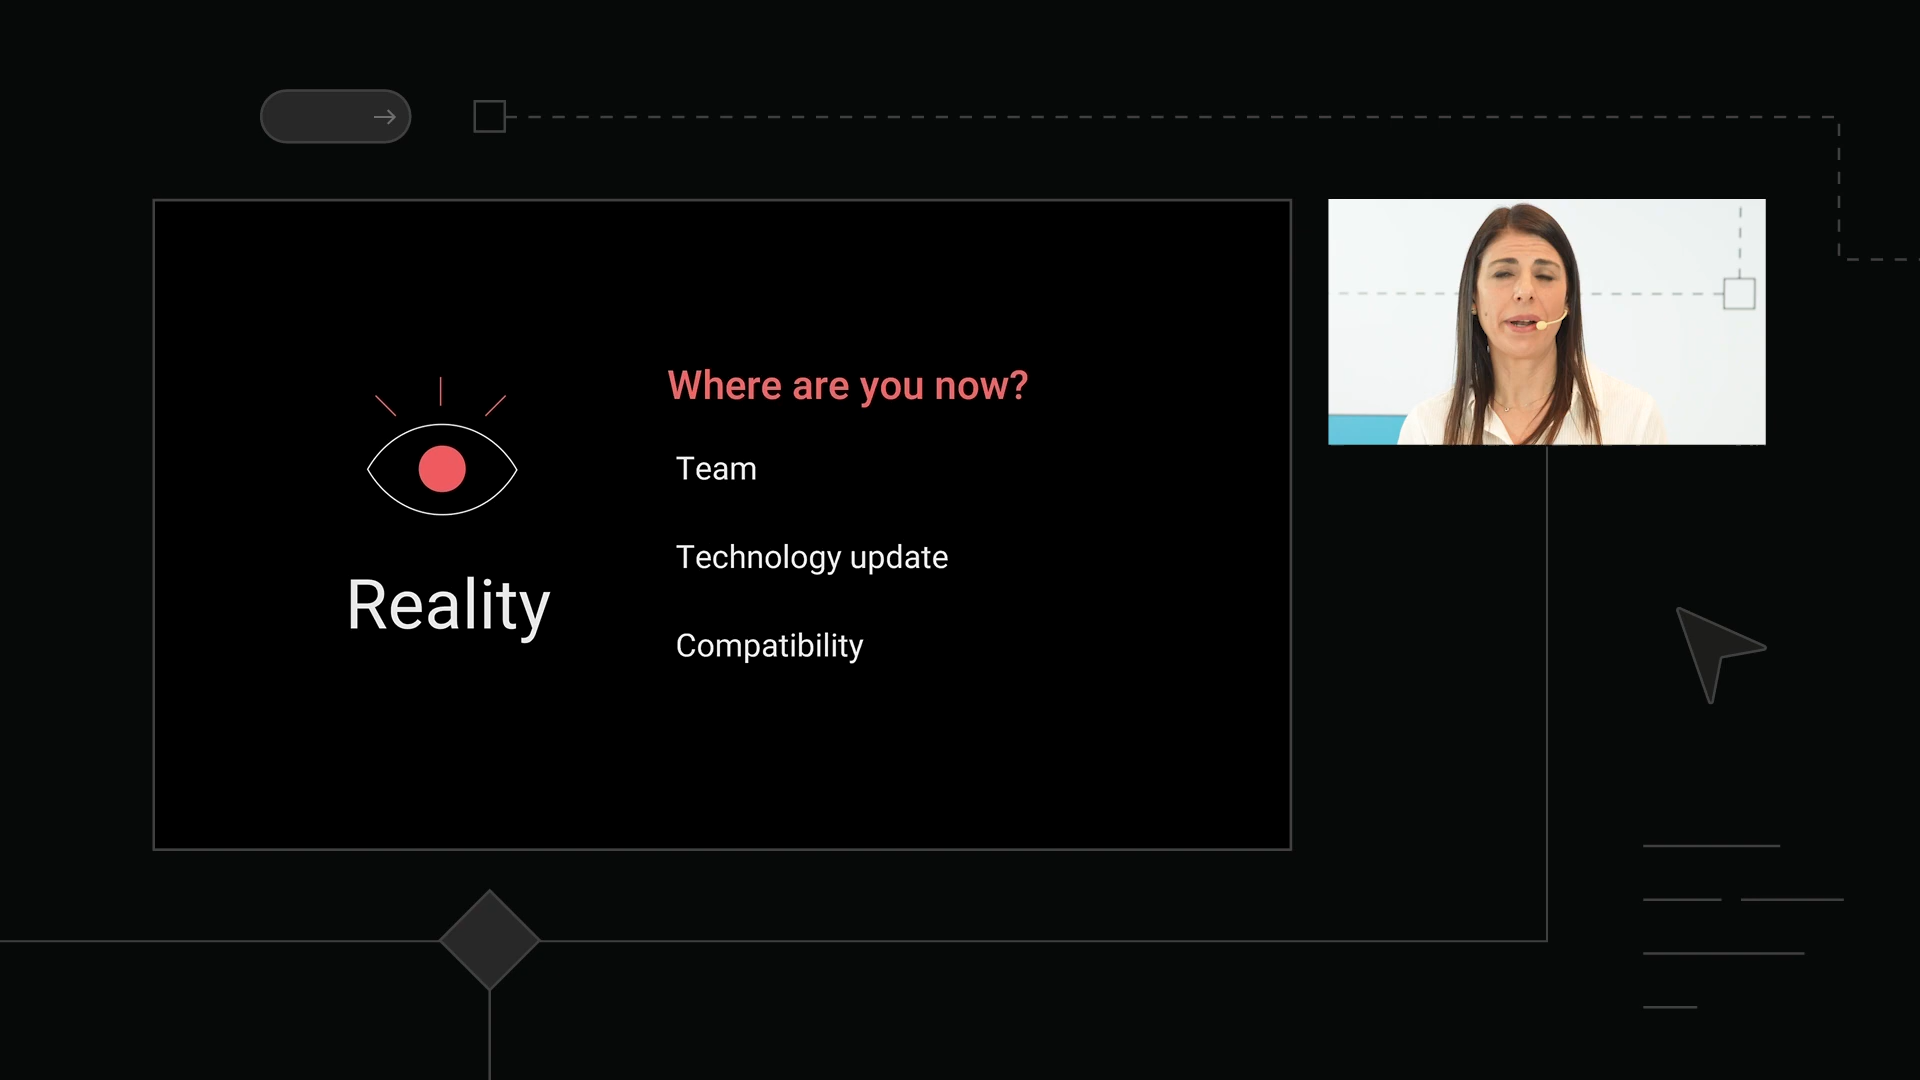 Reality
Where are you now?
Team
Technology update
Compatibility